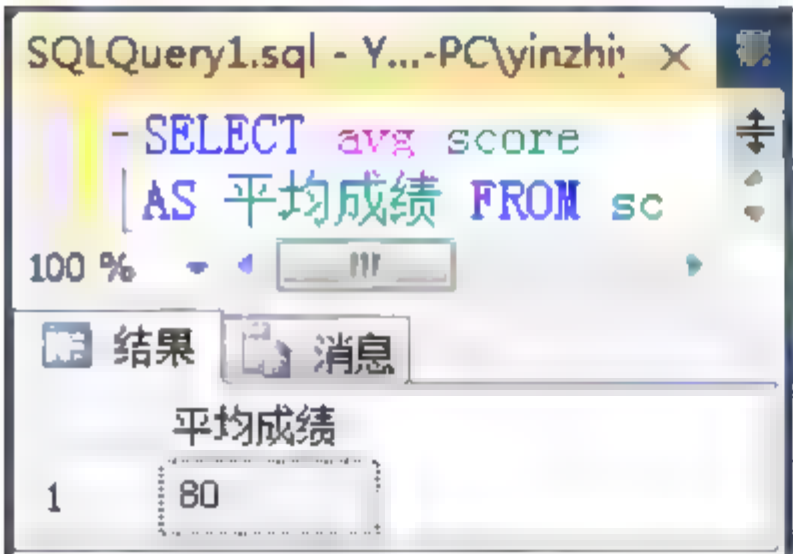 SQLQuery1.sql - Y...-PC\yinzhiy
SELECT avg score
AS 平均成绩 FROM sc
100 %
结果 消息
平均成绩
1 80